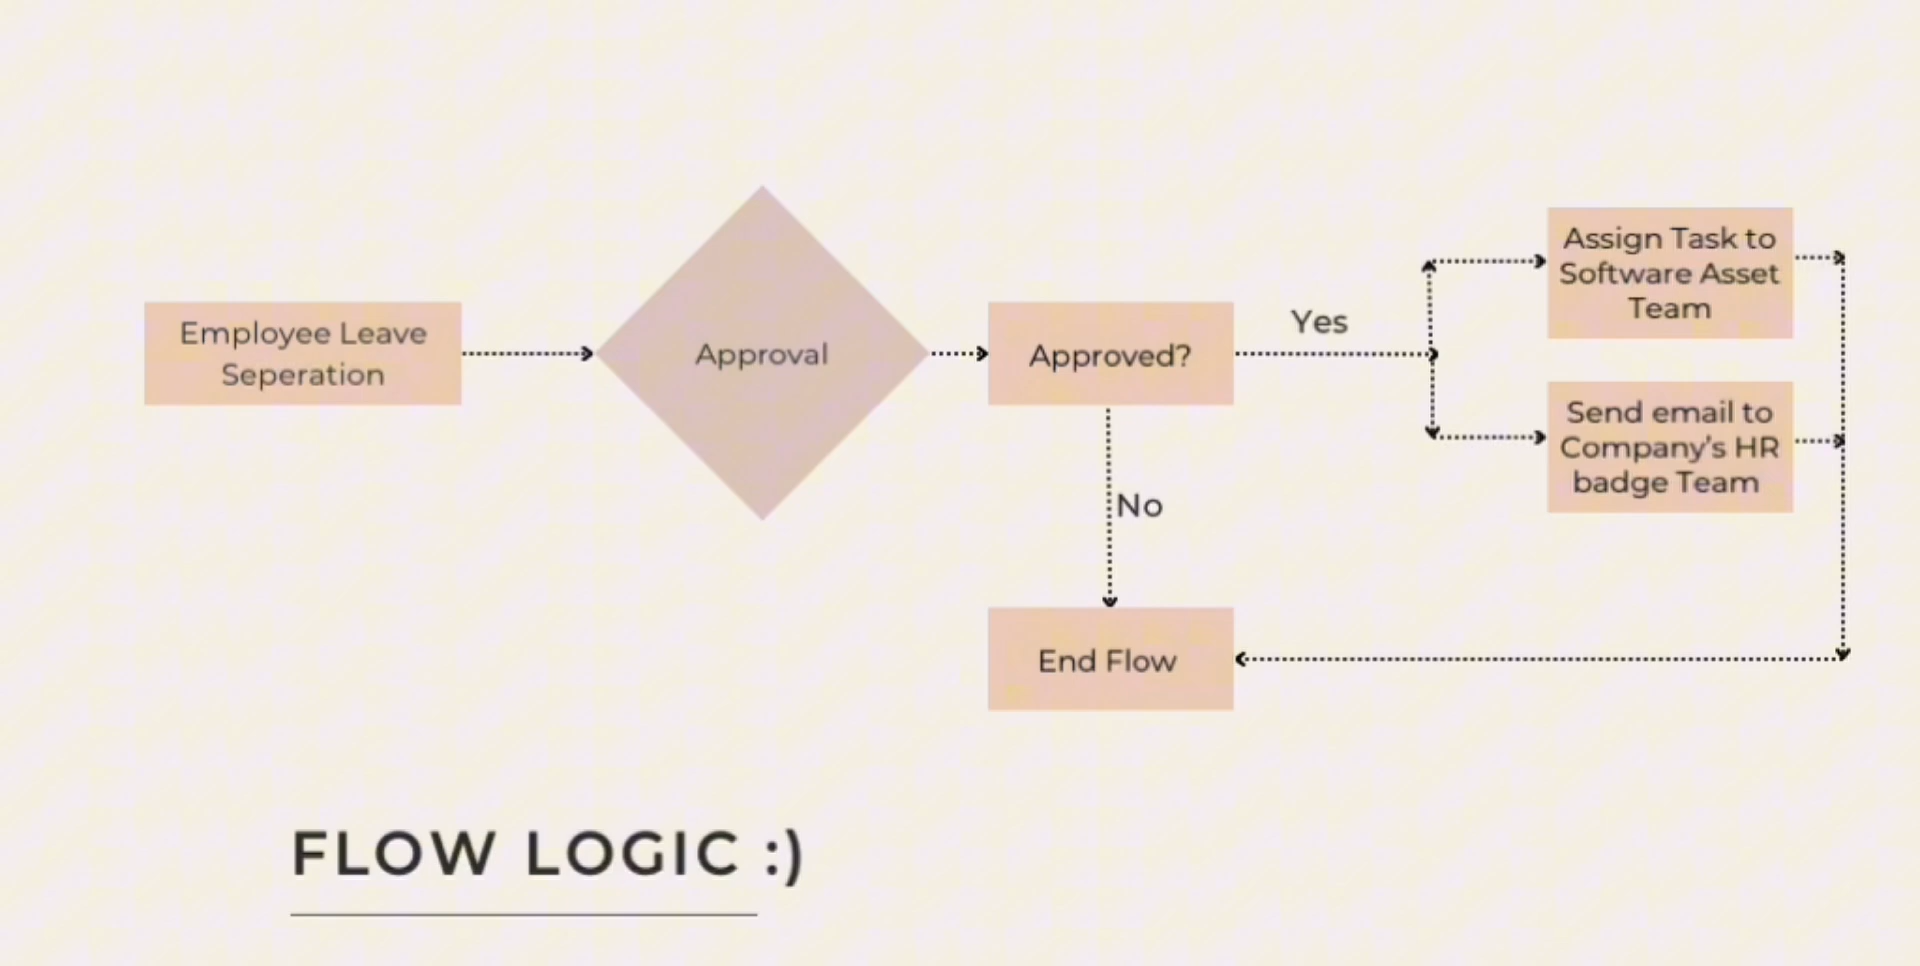 Employee Leave
Seperation
Approval
Approved?
Yes
Assign Task to
Software Asset
Team
Send email to
Company's HR
badge Team
No
End Flow
FLOW LOGIC :)